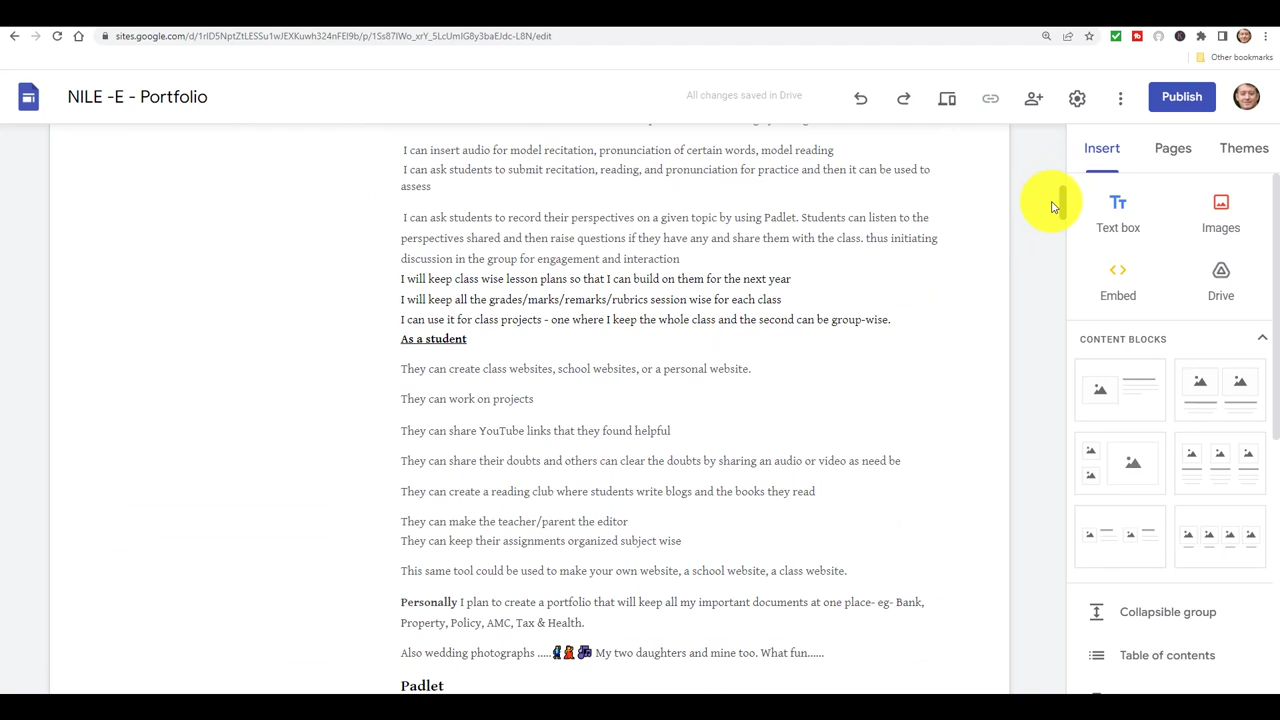 sites.google.com/d/1rlD5NptZtLESSu1wJEXKuwh324nFEI9b/p/1Ss87IWo_xrY_5LcUmIG8y3baEJdc-L8N/edit
Other bookmarks
NILE -E - Portfolio
All changes saved in Drive
Publish
Insert
Pages
Themes
I can insert audio for model recitation, pronunciation of certain words, model reading
I can ask students to submit recitation, reading, and pronunciation for practice and then it can be used to
assess
I can ask students to record their perspectives on a given topic by using Padlet. Students can listen to the
perspectives shared and then raise questions if they have any and share them with the class. thus initiating
discussion in the group for engagement and interaction
I will keep class wise lesson plans so that I can build on them for the next year
I will keep all the grades/marks/remarks/rubrics session wise for each class
I can use it for class projects - one where I keep the whole class and the second can be group-wise.
As a student
They can create class websites, school websites, or a personal website.
They can work on projects
They can share YouTube links that they found helpful
They can share their doubts and others can clear the doubts by sharing an audio or video as need be
They can create a reading club where students write blogs and the books they read
They can make the teacher/parent the editor
They can keep their assignments organized subject wise
This same tool could be used to make your own website, a school website, a class website.
Personally I plan to create a portfolio that will keep all my important documents at one place- eg- Bank,
Property, Policy, AMC, Tax & Health.
Also wedding photographs ..... My two daughters and mine too. What fun......
Padlet
Text box
Images
Embed
Drive
CONTENT BLOCKS
Collapsible group
Table of contents